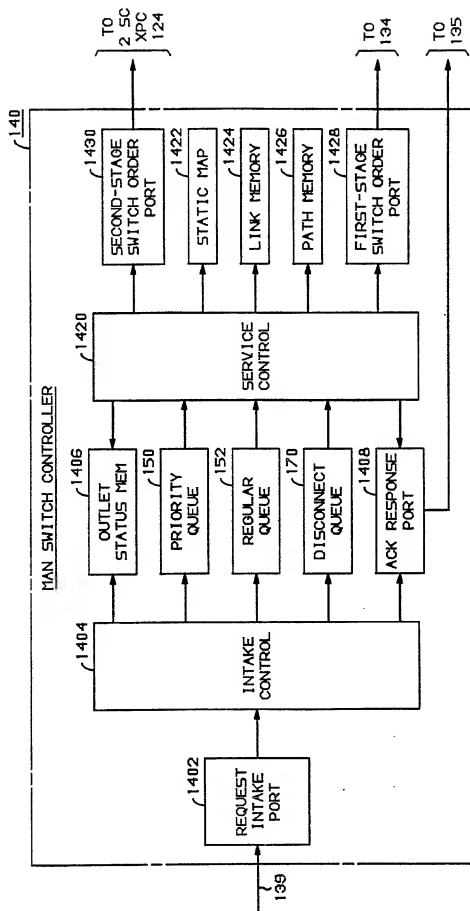 MAN SWITCH CONTROLLER
140
139
1402
REQUEST
INTAKE
PORT
1404
INTAKE
CONTROL
1406
OUTLET
STATUS MEM
150
PRIORITY
QUEUE
152
REGULAR
QUEUE
170
DISCONNECT
QUEUE
1408
ACK RESPONSE
PORT
1420
SERVICE
CONTROL
1430
SECOND-STAGE
SWITCH ORDER
PORT
1422
STATIC MAP
1424
LINK MEMORY
1426
PATH MEMORY
1428
FIRST-STAGE
SWITCH ORDER
PORT
TO
2 SC
XPC
124
TO
134
TO
135